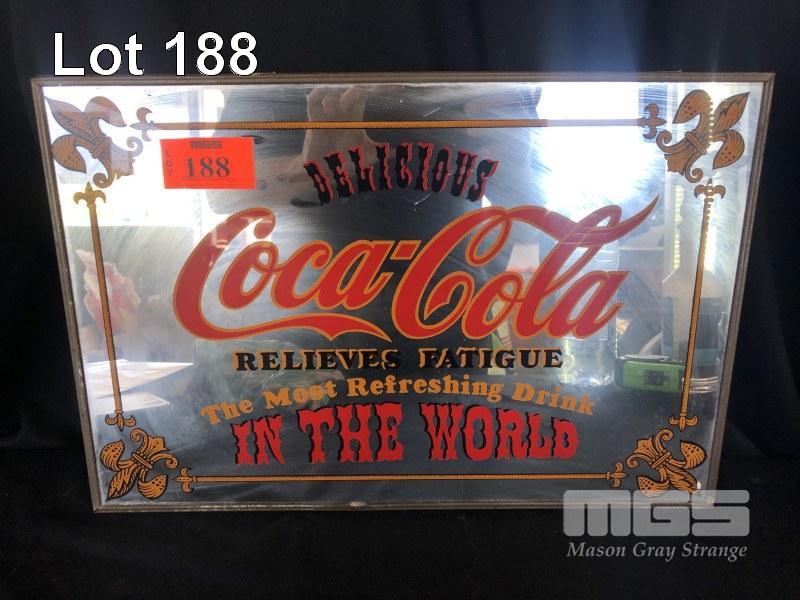 Lot 188
MGS
LOT
188
DELICIOUS
Coca-Cola
RELIEVES FATIGUE
The Most Refreshing Drink
IN THE WORLD
MGS
Mason Gray Strange